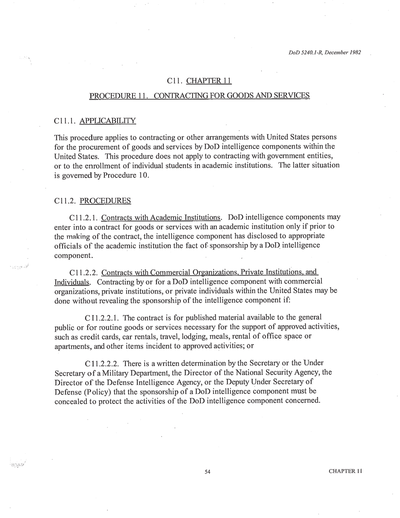 DoD 5240.1-R, December 1982
C11. CHAPTER 11
PROCEDURE 11. CONTRACTING FOR GOODS AND SERVICES
C11.1. APPLICABILITY
This procedure applies to contracting or other arrangements with United States persons
for the procurement of goods and services by DoD intelligence components within the
United States. This procedure does not apply to contracting with government entities,
or to the enrollment of individual students in academic institutions. The latter situation
is governed by Procedure 10.
C11.2. PROCEDURES
C11.2.1. Contracts with Academic Institutions. DoD intelligence components may
enter into a contract for goods or services with an academic institution only if prior to
the making of the contract, the intelligence component has disclosed to appropriate
officials of the academic institution the fact of sponsorship by a DoD intelligence
component.
C11.2.2. Contracts with Commercial Organizations, Private Institutions, and
Individuals. Contracting by or for a DoD intelligence component with commercial
organizations, private institutions, or private individuals within the United States may be
done without revealing the sponsorship of the intelligence component if:
C11.2.2.1. The contract is for published material available to the general
public or for routine goods or services necessary for the support of approved activities,
such as credit cards, car rentals, travel, lodging, meals, rental of office space or
apartments, and other items incident to approved activities; or
C11.2.2.2. There is a written determination by the Secretary or the Under
Secretary of a Military Department, the Director of the National Security Agency, the
Director of the Defense Intelligence Agency, or the Deputy Under Secretary of
Defense (Policy) that the sponsorship of a DoD intelligence component must be
concealed to protect the activities of the DoD intelligence component concerned.
54
CHAPTER 11